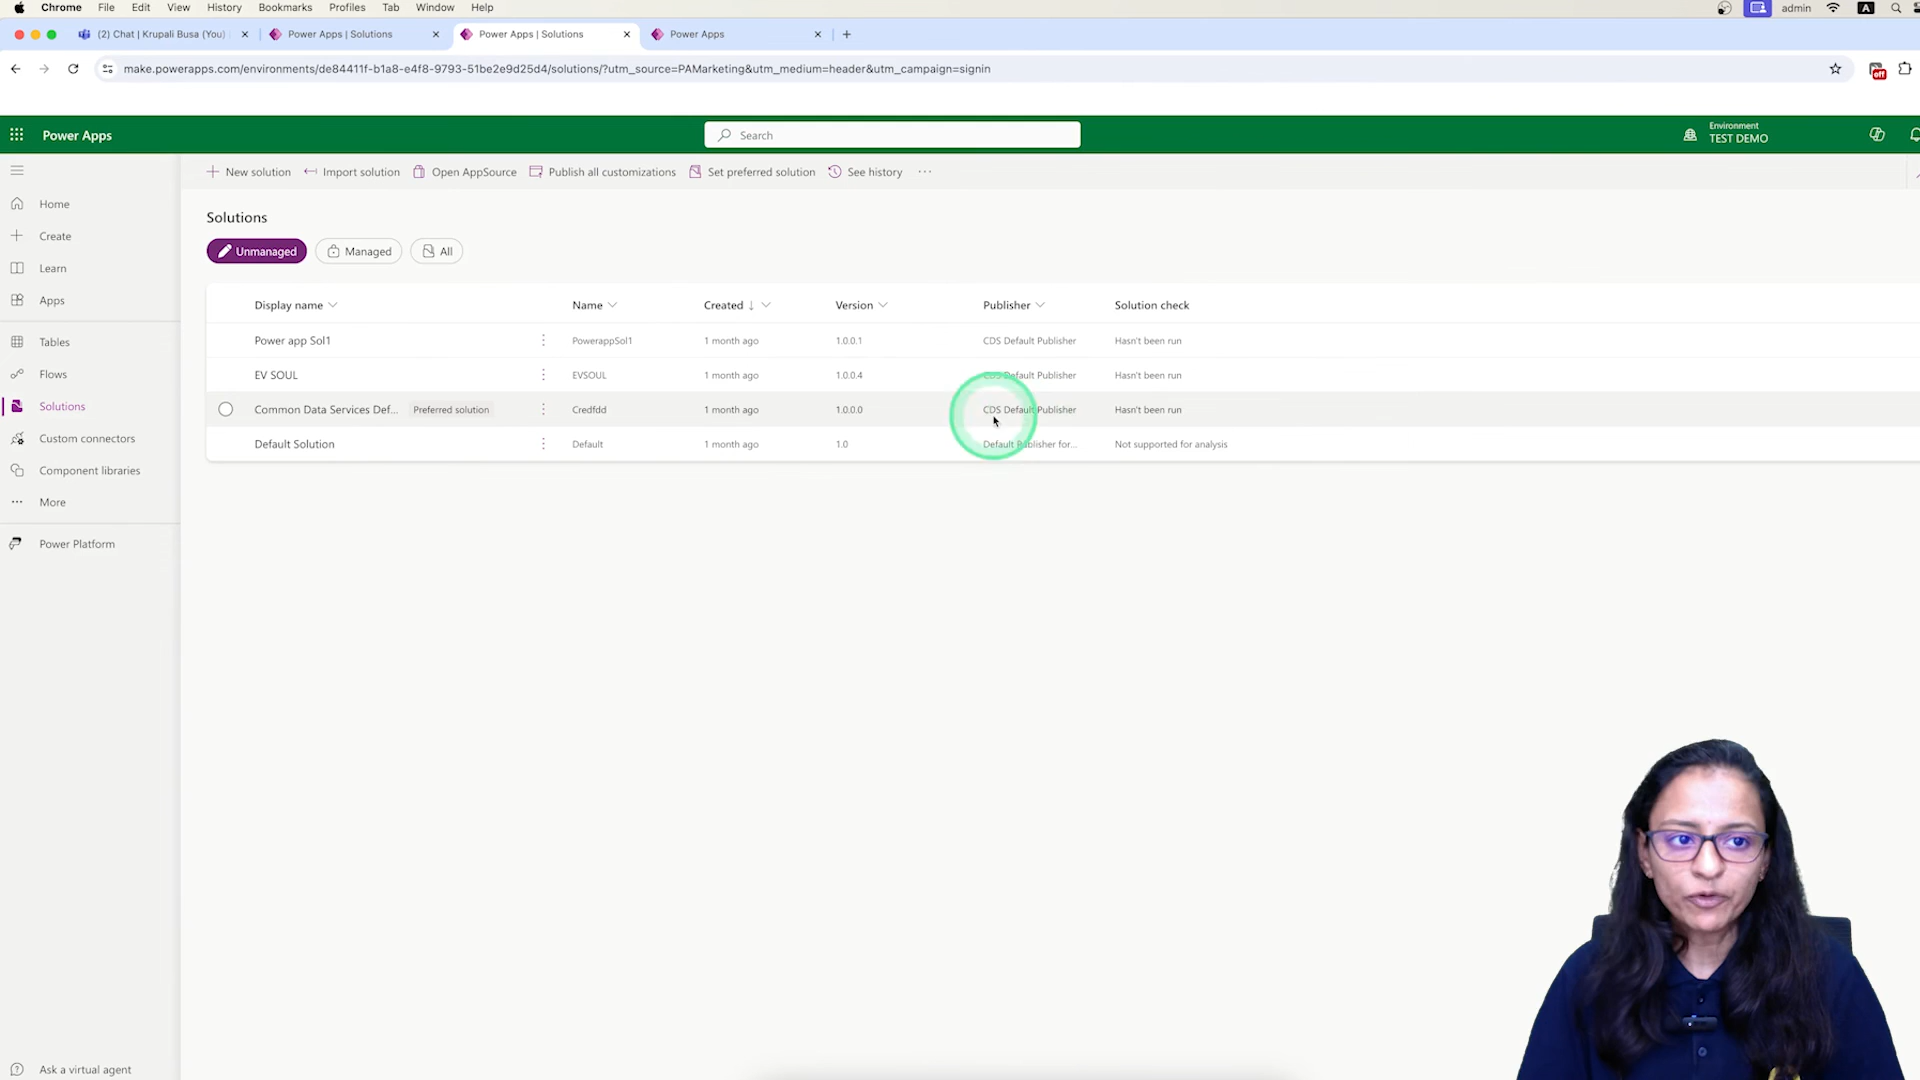 Chrome File Edit View History Bookmarks Profiles Tab Window Help admin A
(2) Chat | Krupali Busa (You) Power Apps | Solutions Power Apps | Solutions Power Apps
make.powerapps.com/environments/de84411f-b1a8-e4f8-9793-51be2e9d25d4/solutions/?utm_source=PAMarketing&utm_medium=header&utm_campaign=signin
off
Power Apps
Search
Environment
TEST DEMO
New solution Import solution Open AppSource Publish all customizations Set preferred solution See history ...
Home
Create
Learn
Apps
Tables
Flows
Solutions
Custom connectors
Component libraries
More
Power Platform
Ask a virtual agent
Solutions
Unmanaged Managed All
Display name Name Created Version Publisher Solution check
Power app Sol1 PowerappSol1 1 month ago 1.0.0.1 CDS Default Publisher Hasn't been run
EV SOUL EVSOUL 1 month ago 1.0.0.4 CDS Default Publisher Hasn't been run
Common Data Services Def... Preferred solution Credfdd 1 month ago 1.0.0.0 CDS Default Publisher Hasn't been run
Default Solution Default 1 month ago 1.0 Default Publisher for... Not supported for analysis